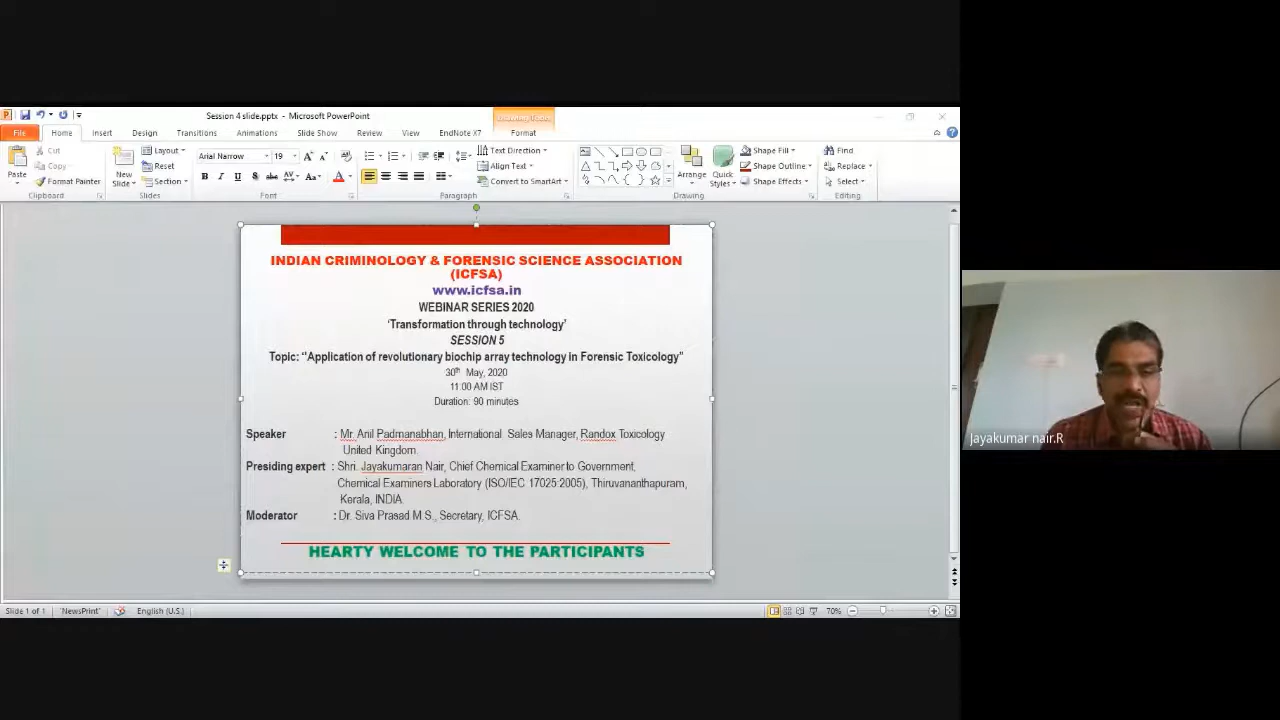 Session 4 slide.pptx - Microsoft PowerPoint
Drawing Tools
File Home Insert Design Transitions Animations Slide Show Review View EndNote X7 Format
Cut
Copy
Format Painter
Paste
Clipboard
New
Slide
Layout
Reset
Section
Slides
Arial Narrow 19
Font
Paragraph
Text Direction
Align Text
Convert to SmartArt
Arrange
Quick
Styles
Shape Fill
Shape Outline
Shape Effects
Drawing
Find
Replace
Select
Editing
INDIAN CRIMINOLOGY & FORENSIC SCIENCE ASSOCIATION
(ICFSA)
www.icfsa.in
WEBINAR SERIES 2020
‘Transformation through technology’
SESSION 5
Topic: “Application of revolutionary biochip array technology in Forensic Toxicology”
30th May, 2020
11:00 AM IST
Duration: 90 minutes
Speaker : Mr. Anil Padmanabhan, International Sales Manager, Randox Toxicology
United Kingdom.
Presiding expert : Shri. Jayakumaran Nair, Chief Chemical Examiner to Government,
Chemical Examiners Laboratory (ISO/IEC 17025:2005), Thiruvananthapuram,
Kerala, INDIA
Moderator : Dr. Siva Prasad M.S., Secretary, ICFSA.
HEARTY WELCOME TO THE PARTICIPANTS
Slide 1 of 1 "NewsPrint" English (U.S.) 70%
Jayakumar nair.R